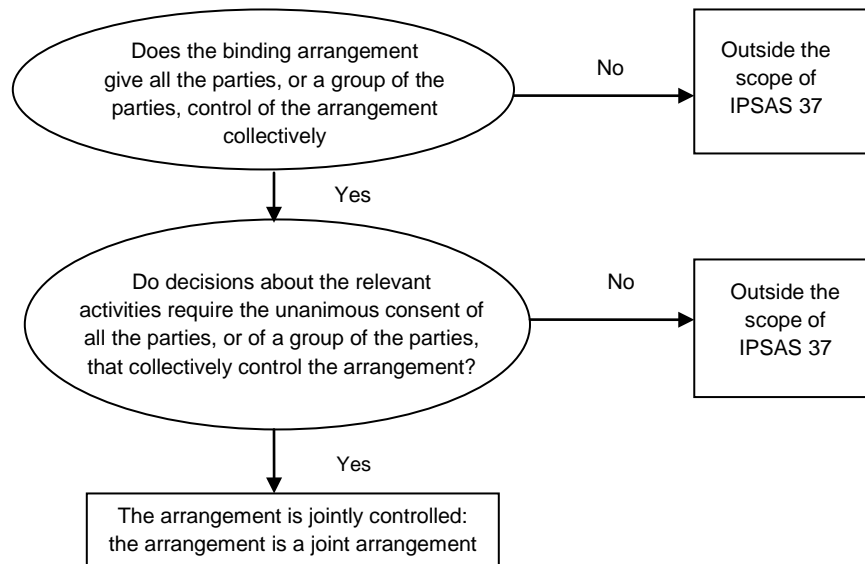 Does the binding arrangement
give all the parties, or a group of the
parties, control of the arrangement
collectively
No
Outside the
scope of
IPSAS 37
Yes
Do decisions about the relevant
activities require the unanimous consent of
all the parties, or of a group of the parties,
that collectively control the arrangement?
No
Outside the
scope of
IPSAS 37
Yes
The arrangement is jointly controlled:
the arrangement is a joint arrangement